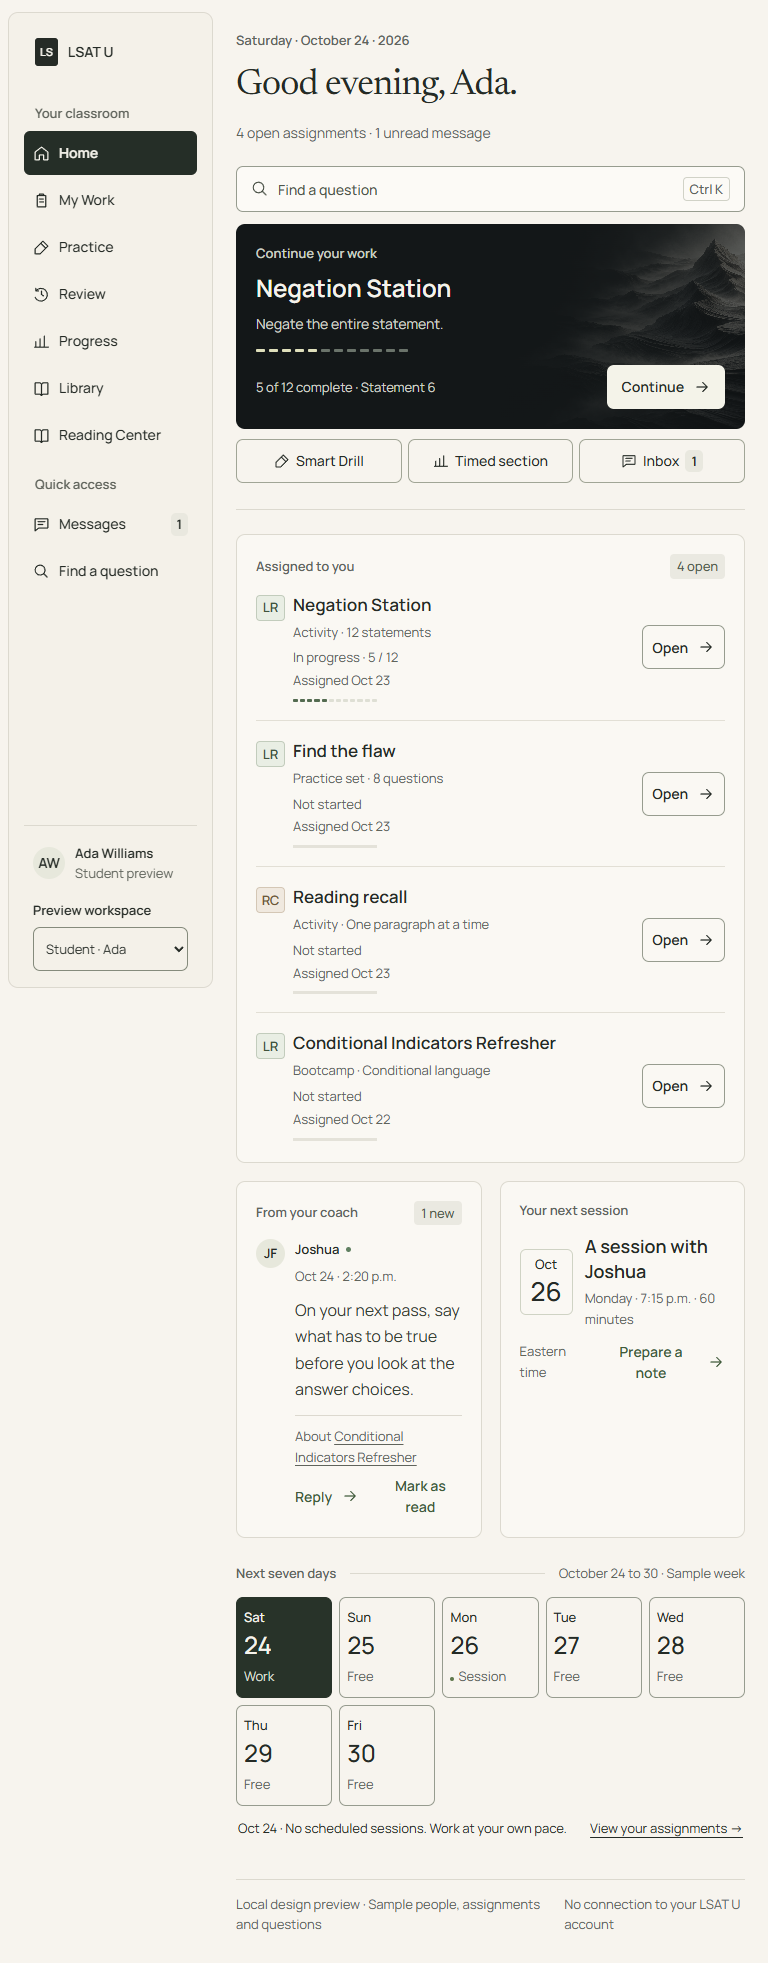 LS LSAT U
Your classroom
Home
My Work
Practice
Review
Progress
Library
Reading Center
Quick access
Messages 1
Find a question
AW Ada Williams
Student preview
Preview workspace
Student · Ada
Saturday · October 24 · 2026
Good evening, Ada.
4 open assignments · 1 unread message
Find a question Ctrl K
Continue your work
Negation Station
Negate the entire statement.
5 of 12 complete · Statement 6
Continue →
Smart Drill
Timed section
Inbox 1
Assigned to you 4 open
LR Negation Station
Activity · 12 statements
In progress · 5 / 12
Assigned Oct 23
Open →
LR Find the flaw
Practice set · 8 questions
Not started
Assigned Oct 23
Open →
RC Reading recall
Activity · One paragraph at a time
Not started
Assigned Oct 23
Open →
LR Conditional Indicators Refresher
Bootcamp · Conditional language
Not started
Assigned Oct 22
Open →
From your coach 1 new
JF Joshua
Oct 24 · 2:20 p.m.
On your next pass, say
what has to be true
before you look at the
answer choices.
About Conditional
Indicators Refresher
Reply →
Mark as
read
Your next session
Oct
26
A session with
Joshua
Monday · 7:15 p.m. · 60
minutes
Eastern
time
Prepare a
note →
Next seven days October 24 to 30 · Sample week
Sat
24
Work
Sun
25
Free
Mon
26
Session
Tue
27
Free
Wed
28
Free
Thu
29
Free
Fri
30
Free
Oct 24 · No scheduled sessions. Work at your own pace. View your assignments →
Local design preview · Sample people, assignments
and questions
No connection to your LSAT U
account